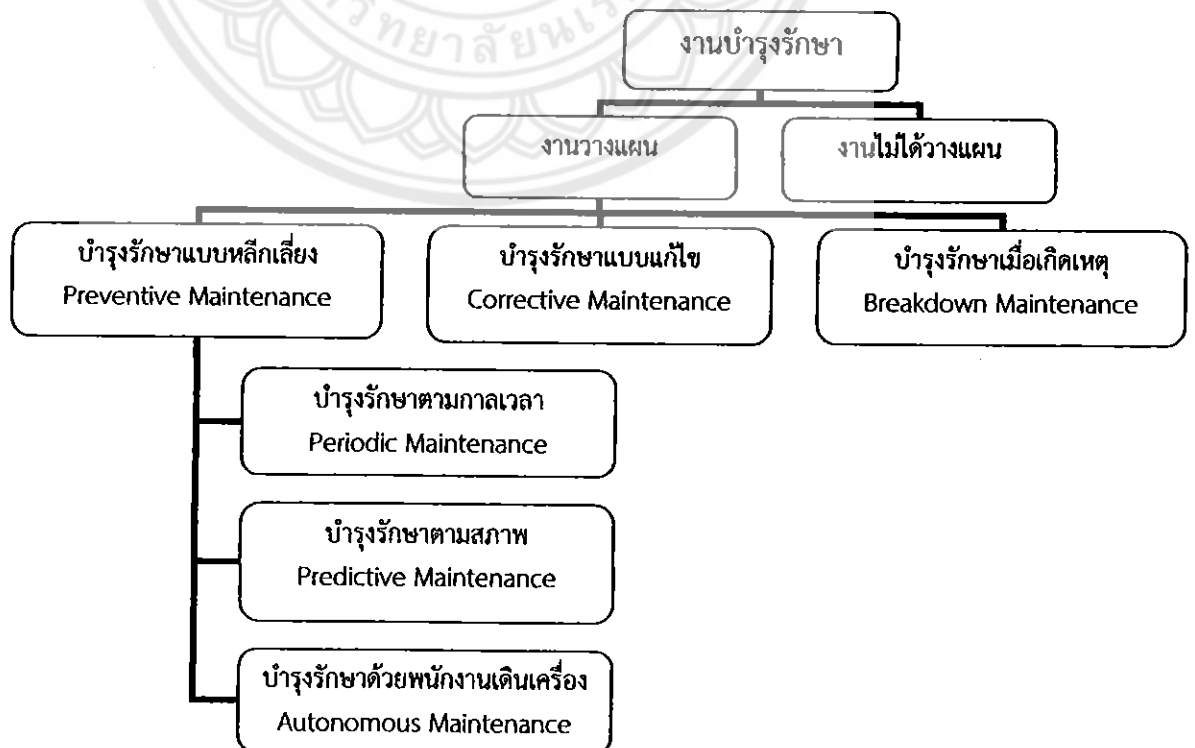 งานบำรุงรักษา
งานวางแผน
งานไม่ได้วางแผน
บำรุงรักษาแบบหลีกเลี่ยง
Preventive Maintenance
บำรุงรักษาแบบแก้ไข
Corrective Maintenance
บำรุงรักษาเมื่อเกิดเหตุ
Breakdown Maintenance
บำรุงรักษาตามกาลเวลา
Periodic Maintenance
บำรุงรักษาตามสภาพ
Predictive Maintenance
บำรุงรักษาด้วยพนักงานเดินเครื่อง
Autonomous Maintenance